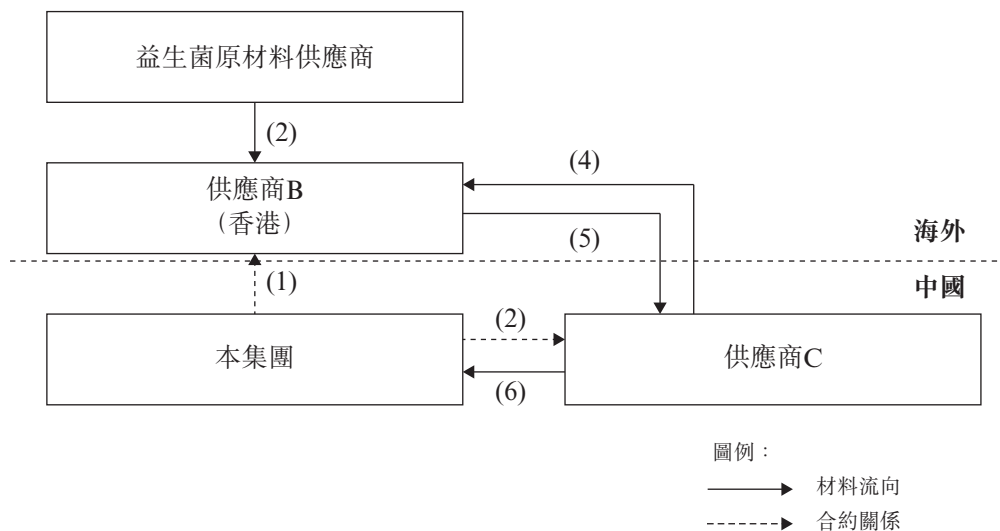 益生菌原材料供應商
(2)
供應商B
（香港）
(4)
(5)
海外
(1)
中國
本集團
(2)
(6)
供應商C
圖例：
材料流向
合約關係